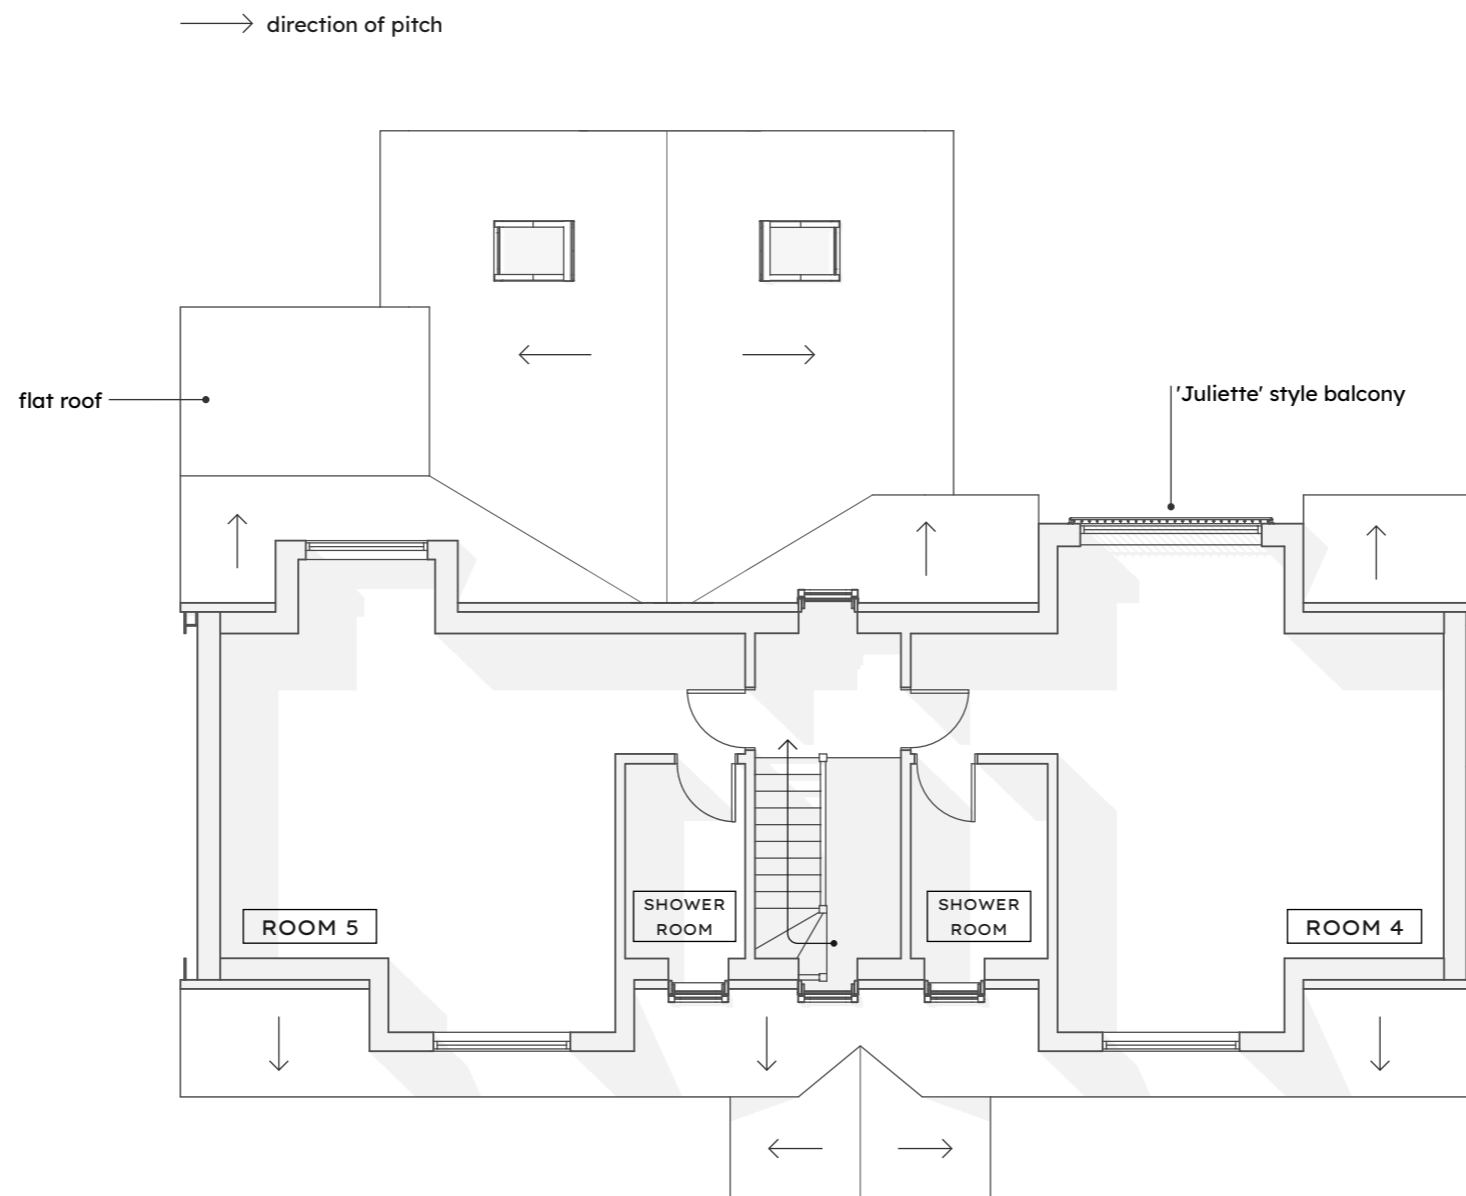 direction of pitch
flat roof
'Juliette' style balcony
ROOM 5
SHOWER
ROOM
SHOWER
ROOM
ROOM 4